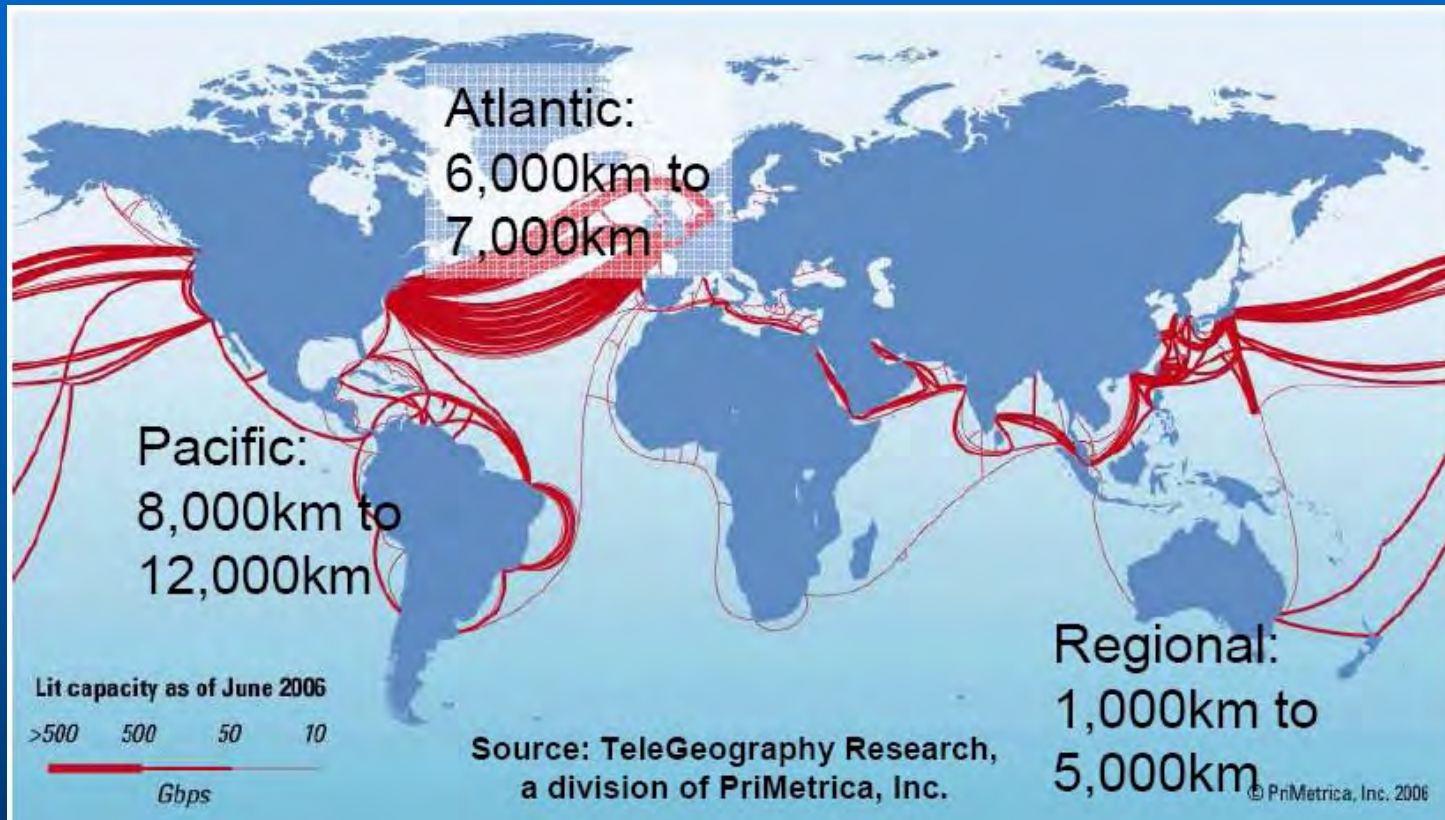 Atlantic:
6,000km to
7,000km
Pacific:
8,000km to
12,000km
Regional:
1,000km to
5,000km
Lit capacity as of June 2006
>500 500 50 10
Gbps
Source: TeleGeography Research,
a division of PriMetrica, Inc.
© PriMetrica, Inc. 2006